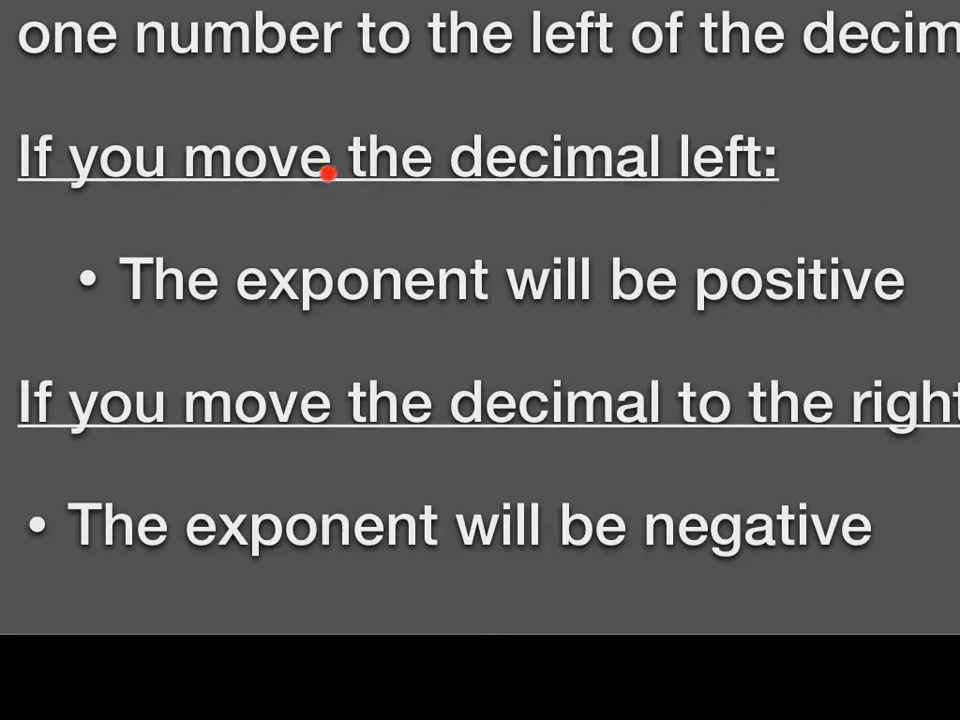 one number to the left of the decim
If you move the decimal left:
• The exponent will be positive
If you move the decimal to the right
• The exponent will be negative